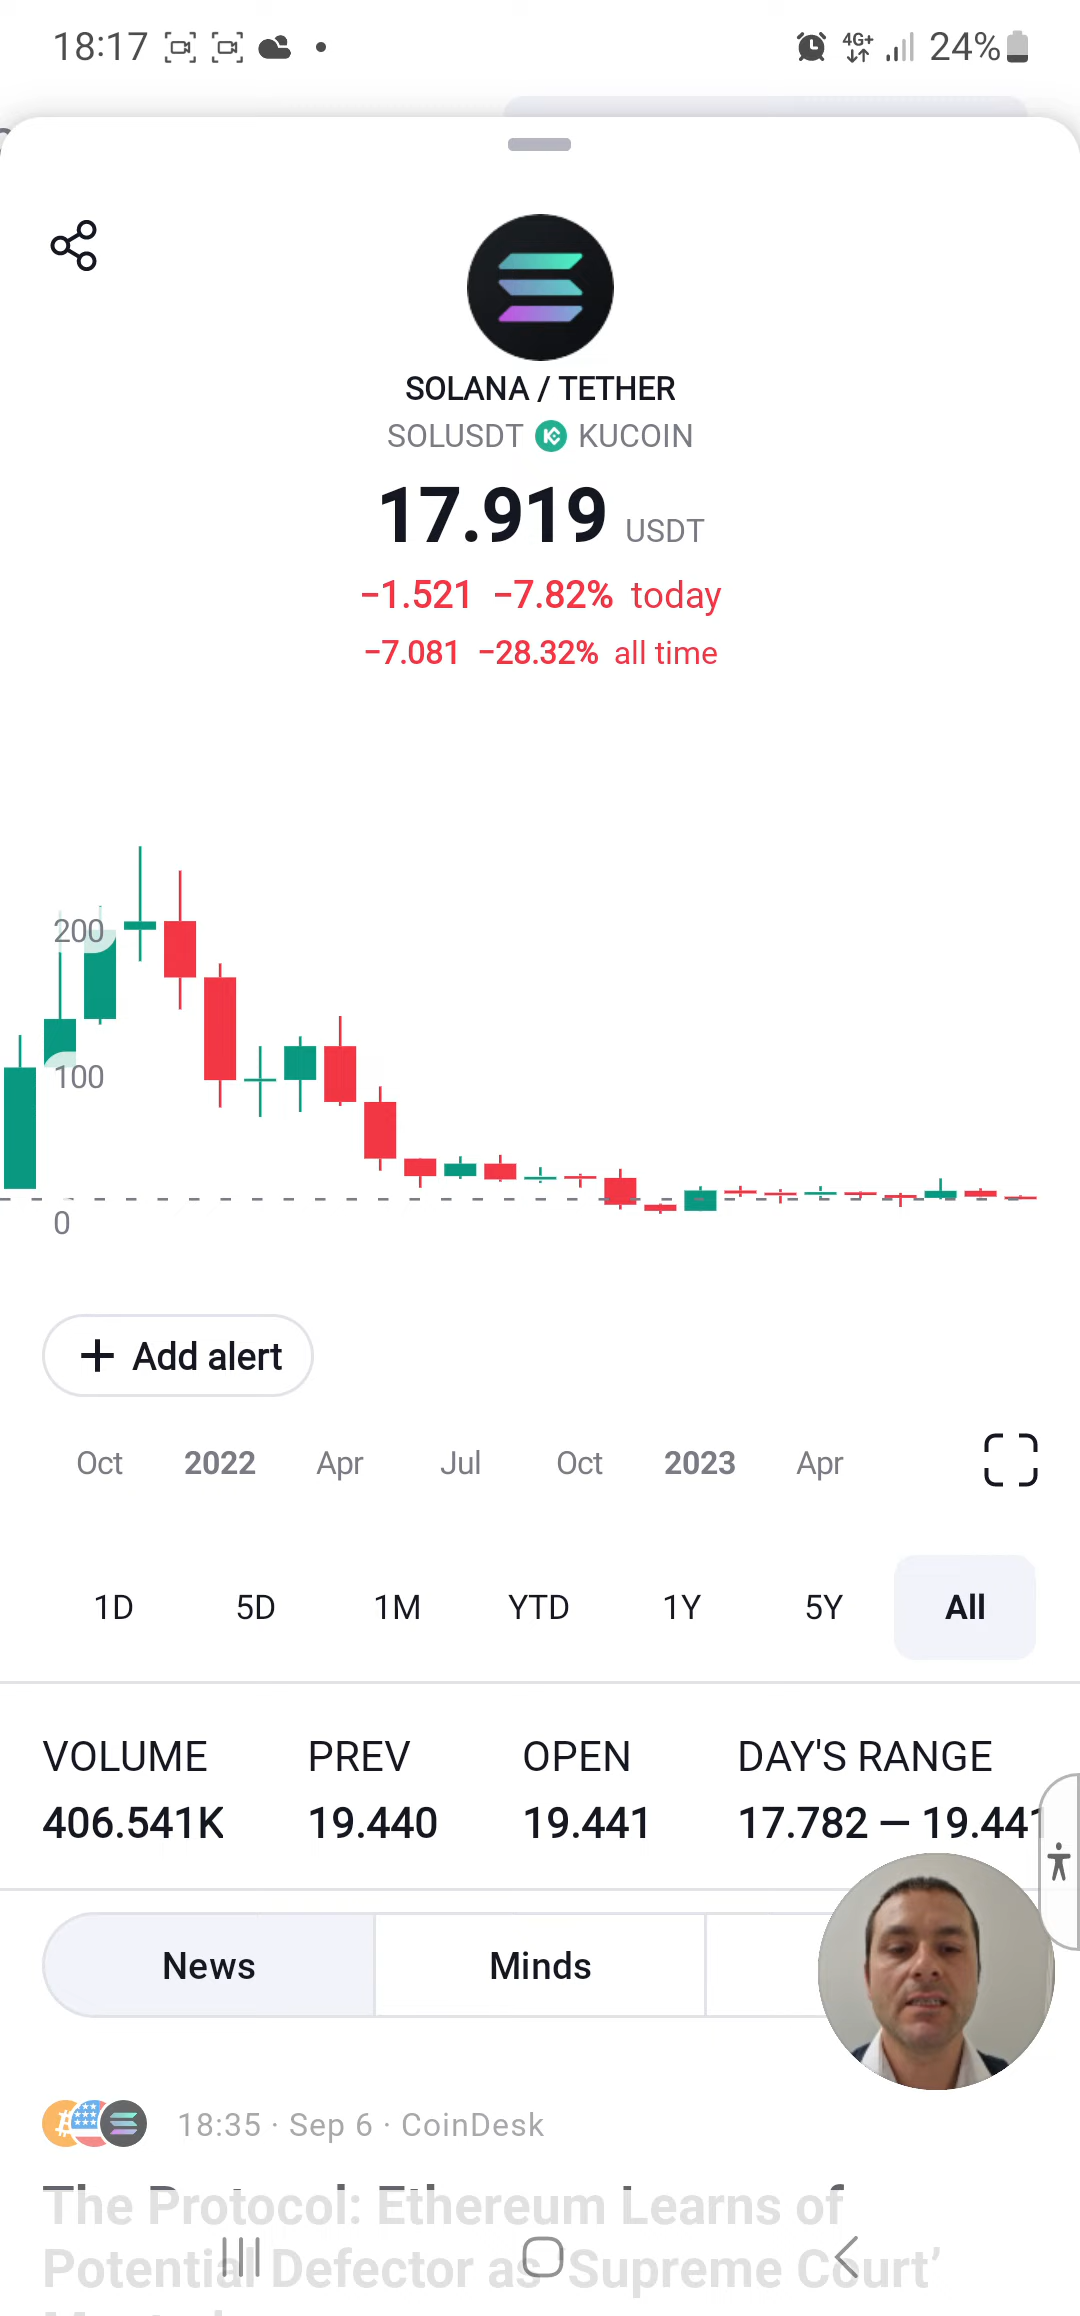 18:17 4G+ 24%
SOLANA / TETHER
SOLUSDT KUCOIN
17.919 USDT
−1.521 −7.82% today
−7.081 −28.32% all time
200
100
0
+ Add alert
Oct 2022 Apr Jul Oct 2023 Apr
1D 5D 1M YTD 1Y 5Y All
VOLUME PREV OPEN DAY'S RANGE
406.541K 19.440 19.441 17.782 — 19.441
News Minds
18:35 · Sep 6 · CoinDesk
The Protocol: Ethereum Learns of
Potential Defector as ‘Supreme Court’